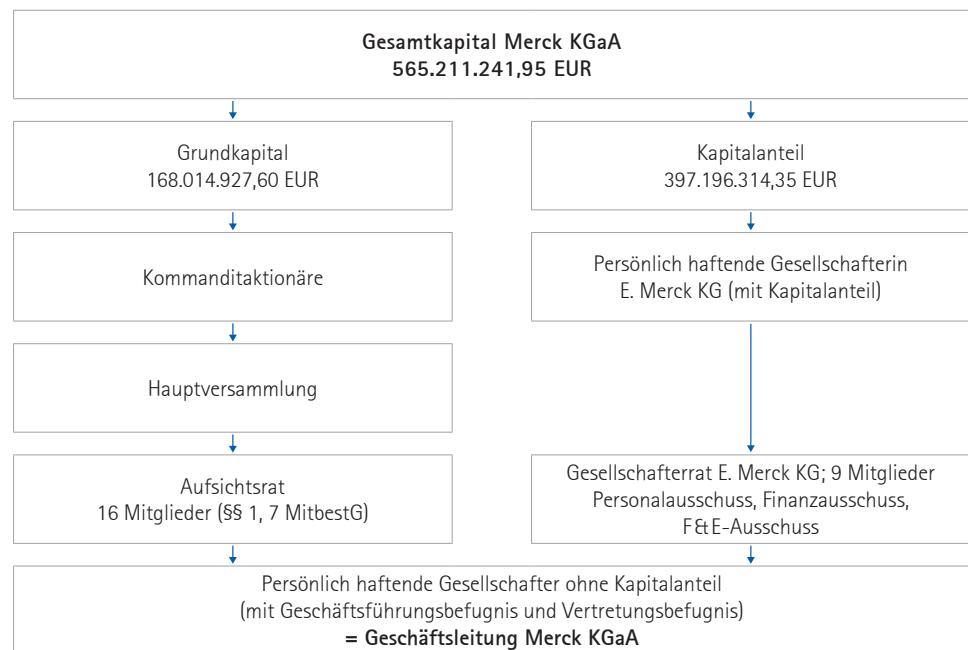 Gesamtkapital Merck KGaA
565.211.241,95 EUR
Grundkapital
168.014.927,60 EUR
Kapitalanteil
397.196.314,35 EUR
Kommanditaktionäre
Persönlich haftende Gesellschafterin
E. Merck KG (mit Kapitalanteil)
Hauptversammlung
Aufsichtsrat
16 Mitglieder (§§ 1, 7 MitbestG)
Gesellschafterrat E. Merck KG; 9 Mitglieder
Personalausschuss, Finanzausschuss,
F&E-Ausschuss
Persönlich haftende Gesellschafter ohne Kapitalanteil
(mit Geschäftsführungsbefugnis und Vertretungsbefugnis)
= Geschäftsleitung Merck KGaA